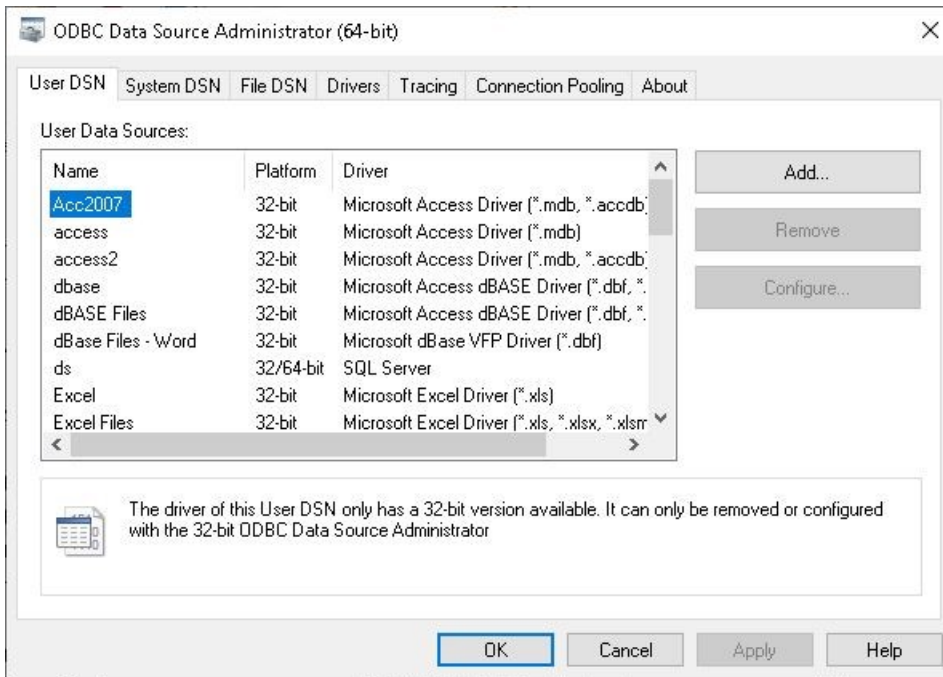 ODBC Data Source Administrator (64-bit)
User DSN System DSN File DSN Drivers Tracing Connection Pooling About
User Data Sources:
Name Platform Driver
Acc2007 32-bit Microsoft Access Driver (*.mdb, *.accdb)
access 32-bit Microsoft Access Driver (*.mdb)
access2 32-bit Microsoft Access Driver (*.mdb, *.accdb)
dbase 32-bit Microsoft Access dBASE Driver (*.dbf, *.
dBASE Files 32-bit Microsoft Access dBASE Driver (*.dbf, *.
dBase Files - Word 32-bit Microsoft dBase VFP Driver (*.dbf)
ds 32/64-bit SQL Server
Excel 32-bit Microsoft Excel Driver (*.xls)
Excel Files 32-bit Microsoft Excel Driver (*.xls, *.xlsx, *.xlsm
Add...
Remove
Configure...
The driver of this User DSN only has a 32-bit version available. It can only be removed or configured
with the 32-bit ODBC Data Source Administrator
OK Cancel Apply Help